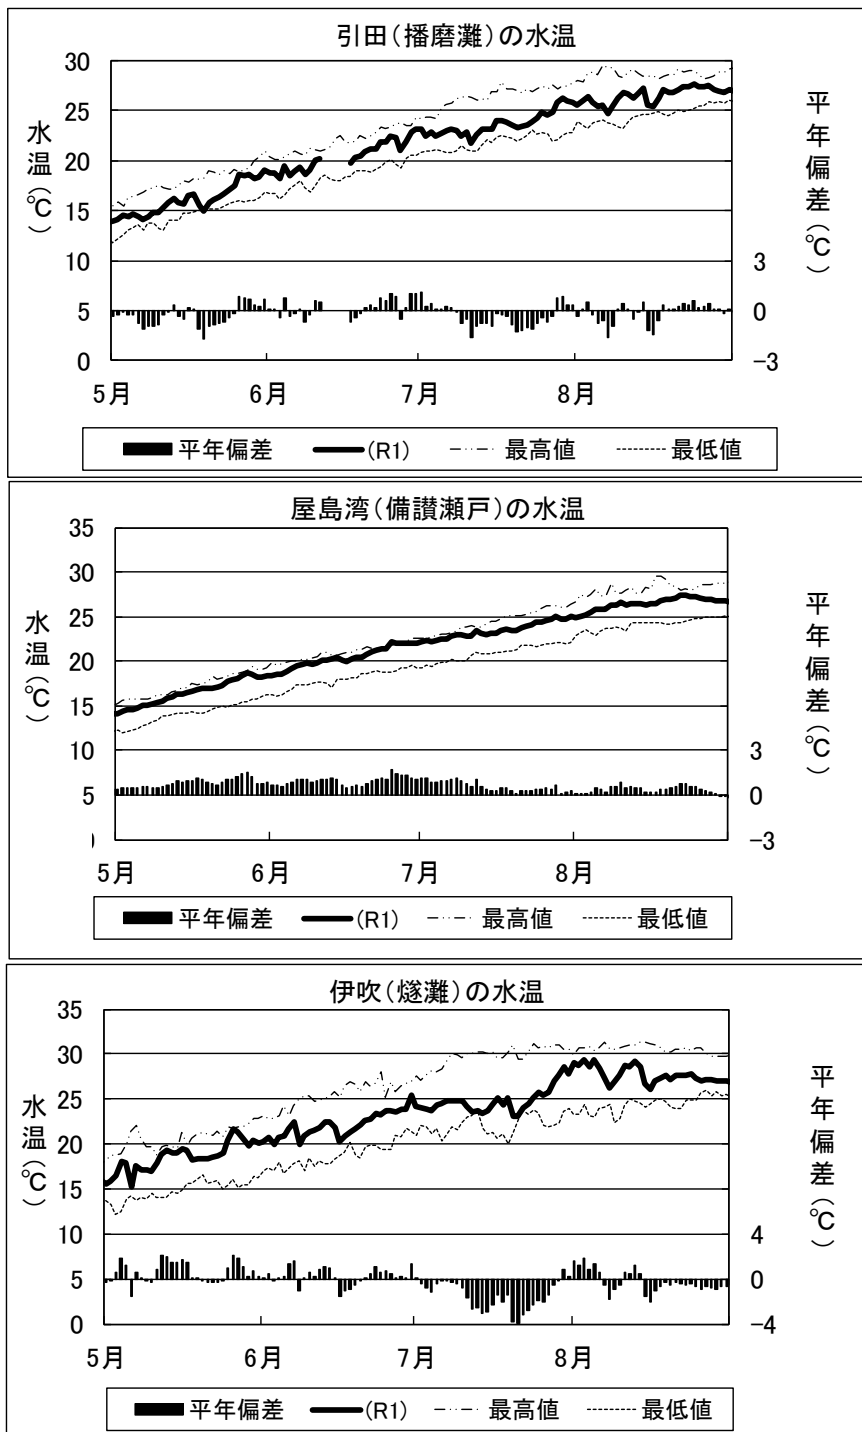 引田(播磨灘)の水温
30
25
20
15
10
5
0
水温(℃)
3
0
−3
平年偏差(℃)
5月 6月 7月 8月
平年偏差 (R1) 最高値 最低値
屋島湾(備讃瀬戸)の水温
35
30
25
20
15
10
5
水温(℃)
3
0
−3
平年偏差(℃)
5月 6月 7月 8月
平年偏差 (R1) 最高値 最低値
伊吹(燧灘)の水温
35
30
25
20
15
10
5
0
水温(℃)
4
0
−4
平年偏差(℃)
5月 6月 7月 8月
平年偏差 (R1) 最高値 最低値